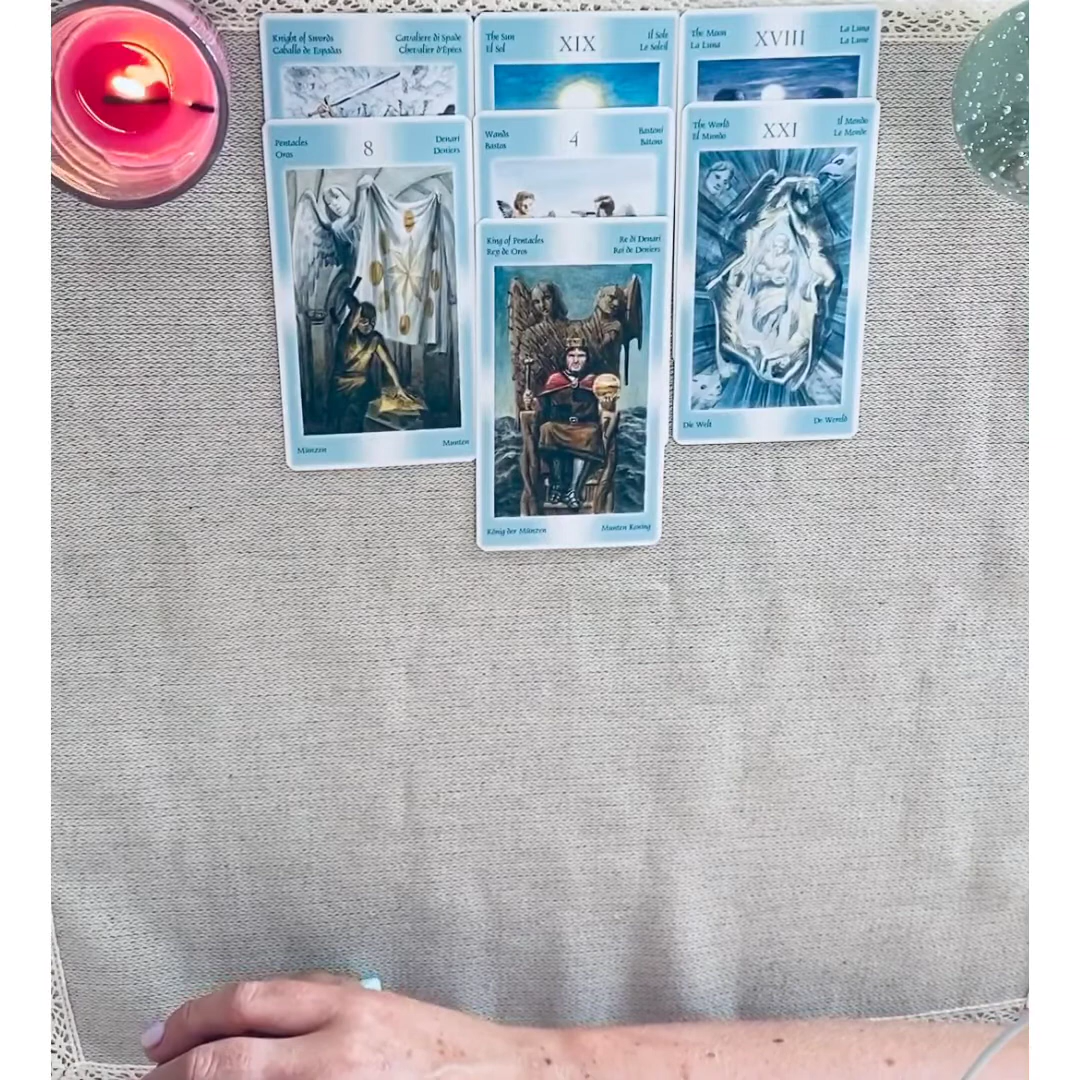 Knight of Swords
Caballo de Espadas
Cavaliere di Spade
Chevalier d'Épées
The Sun
El Sol
XIX
Il Sole
Le Soleil
The Moon
La Luna
XVIII
La Luna
La Lune
Pentacles
Oros
8
Denari
Deniers
Wands
Bastos
4
Bastoni
Bâtons
The World
El Mundo
XXI
Il Mondo
Le Monde
King of Pentacles
Rey de Oros
Re di Denari
Roi de Deniers
Münzen
Munten
König der Münzen
Munten Koning
Die Welt
De Wereld